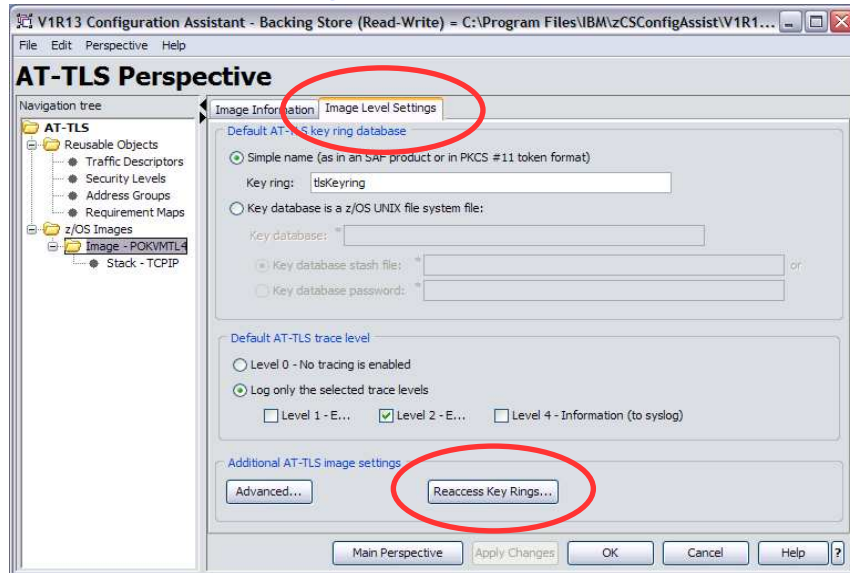 V1R13 Configuration Assistant - Backing Store (Read-Write) = C:\Program Files\IBM\zCSConfigAssist\V1R1...
File Edit Perspective Help
AT-TLS Perspective
Navigation tree
AT-TLS
Reusable Objects
Traffic Descriptors
Security Levels
Address Groups
Requirement Maps
z/OS Images
Image - POKVMTL4
Stack - TCPIP
Image Information Image Level Settings
Default AT-TLS key ring database
Simple name (as in an SAF product or in PKCS #11 token format)
Key ring: tlsKeyring
Key database is a z/OS UNIX file system file:
Key database: *
Key database stash file: * or
Key database password: *
Default AT-TLS trace level
Level 0 - No tracing is enabled
Log only the selected trace levels
Level 1 - E... Level 2 - E... Level 4 - Information (to syslog)
Additional AT-TLS image settings
Advanced... Reaccess Key Rings...
Main Perspective Apply Changes OK Cancel Help ?